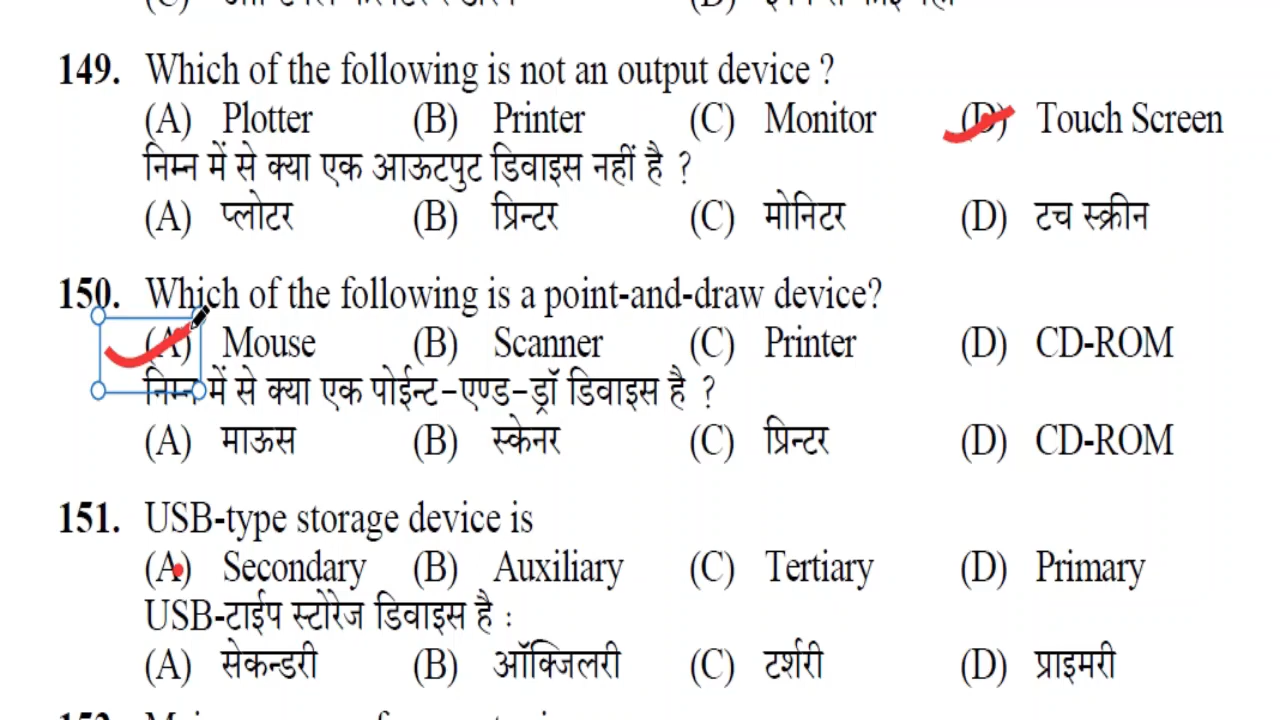 149. Which of the following is not an output device ?
(A) Plotter (B) Printer (C) Monitor (D) Touch Screen
निम्न में से क्या एक आऊटपुट डिवाइस नहीं है ?
(A) प्लोटर (B) प्रिन्टर (C) मोनिटर (D) टच स्क्रीन
150. Which of the following is a point-and-draw device?
(A) Mouse (B) Scanner (C) Printer (D) CD-ROM
निम्न में से क्या एक पोईन्ट-एण्ड-ड्रॉ डिवाइस है ?
(A) माऊस (B) स्केनर (C) प्रिन्टर (D) CD-ROM
151. USB-type storage device is
(A) Secondary (B) Auxiliary (C) Tertiary (D) Primary
USB-टाईप स्टोरेज डिवाइस है :
(A) सेकन्डरी (B) ऑक्जिलरी (C) टर्शरी (D) प्राइमरी